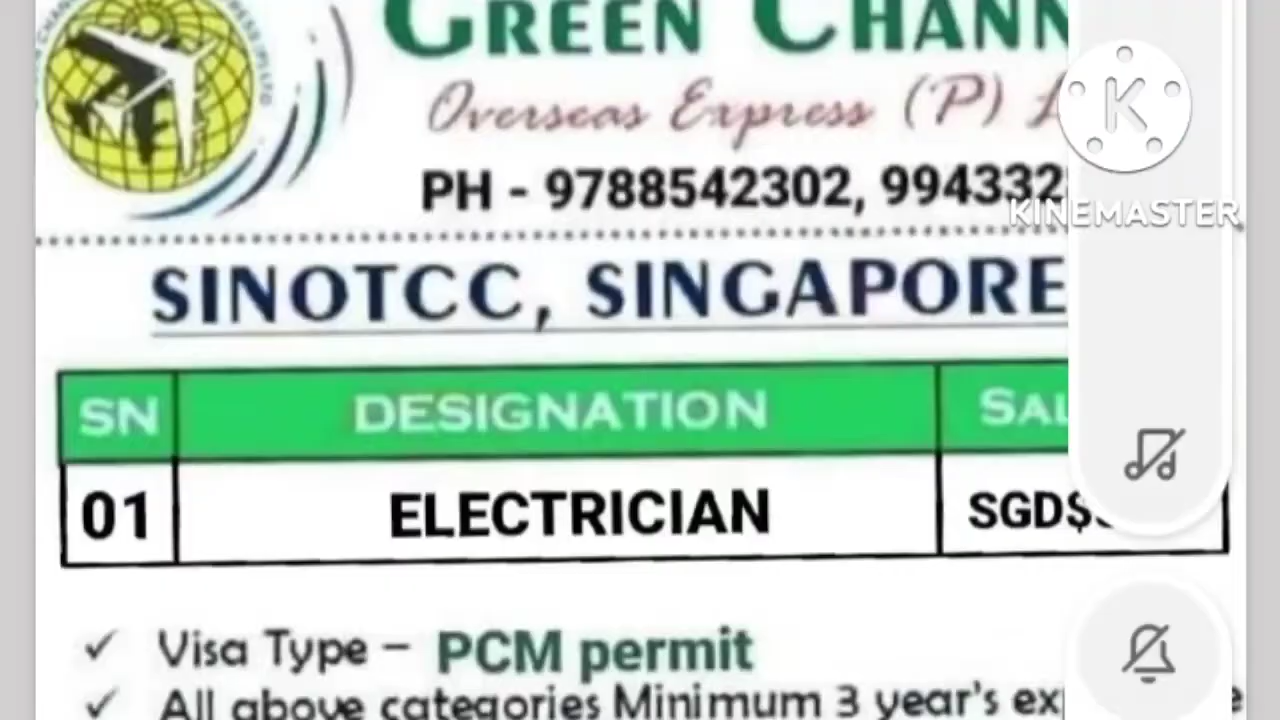 GREEN CHANN
Overseas Express (P) L
PH - 9788542302, 994332
K
KINEMASTER
SINOTCC, SINGAPORE
SN DESIGNATION SAL
01 ELECTRICIAN SGD$
✓ Visa Type – PCM permit
✓ All above categories Minimum 3 year's ex